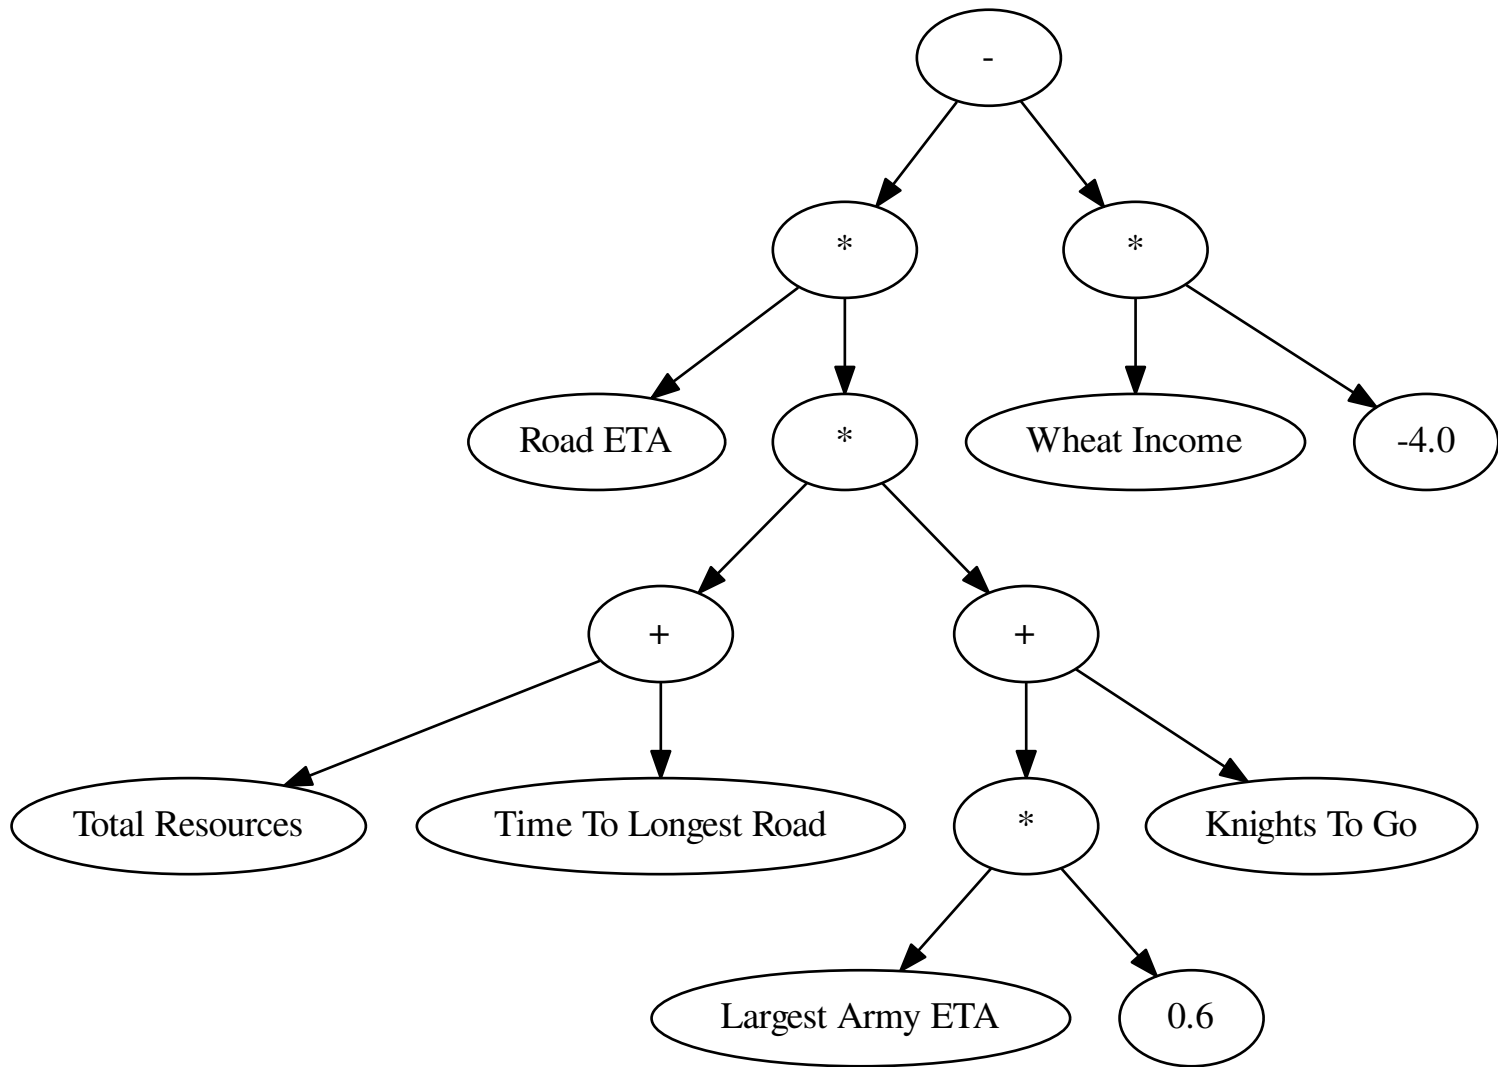 -
*
*
Road ETA
*
Wheat Income
-4.0
+
+
Total Resources
Time To Longest Road
*
Knights To Go
Largest Army ETA
0.6